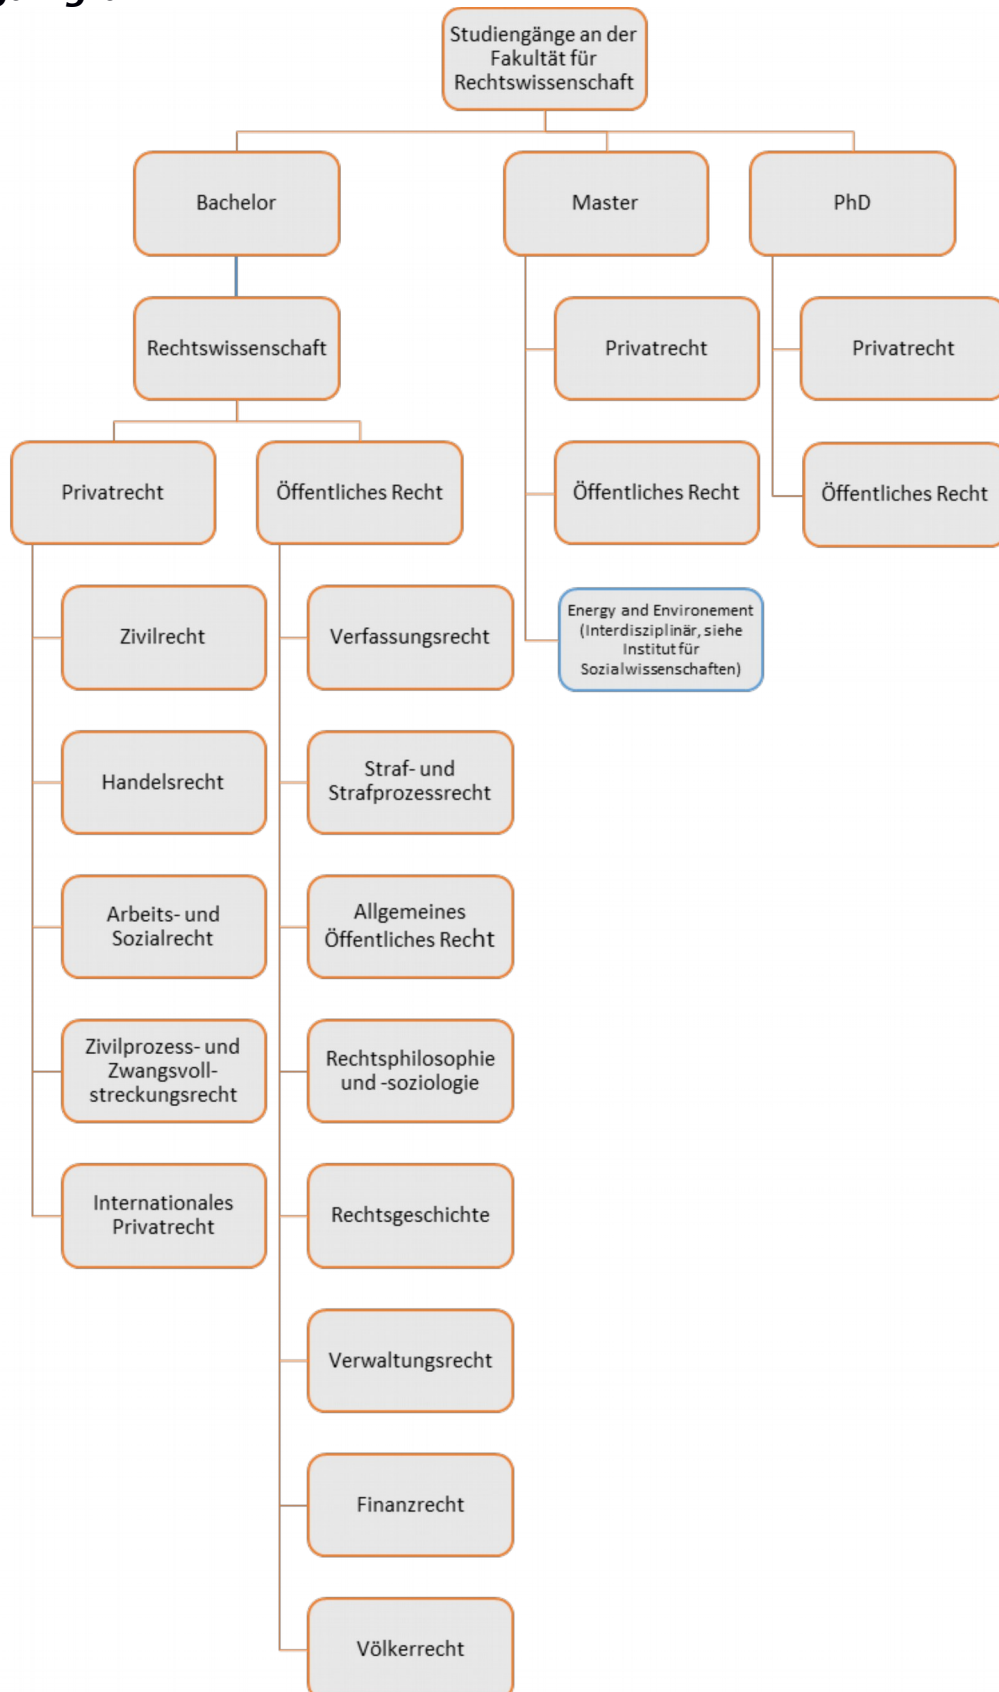 Studiengänge an der
Fakultät für
Rechtswissenschaft
Bachelor
Master
PhD
Rechtswissenschaft
Privatrecht
Privatrecht
Privatrecht
Öffentliches Recht
Öffentliches Recht
Öffentliches Recht
Zivilrecht
Verfassungsrecht
Energy and Environement
(Interdisziplinär, siehe
Institut für
Sozialwissenschaften)
Handelsrecht
Straf- und
Strafprozessrecht
Arbeits- und
Sozialrecht
Allgemeines
Öffentliches Recht
Zivilprozess- und
Zwangsvoll-
streckungsrecht
Rechtsphilosophie
und -soziologie
Internationales
Privatrecht
Rechtsgeschichte
Verwaltungsrecht
Finanzrecht
Völkerrecht